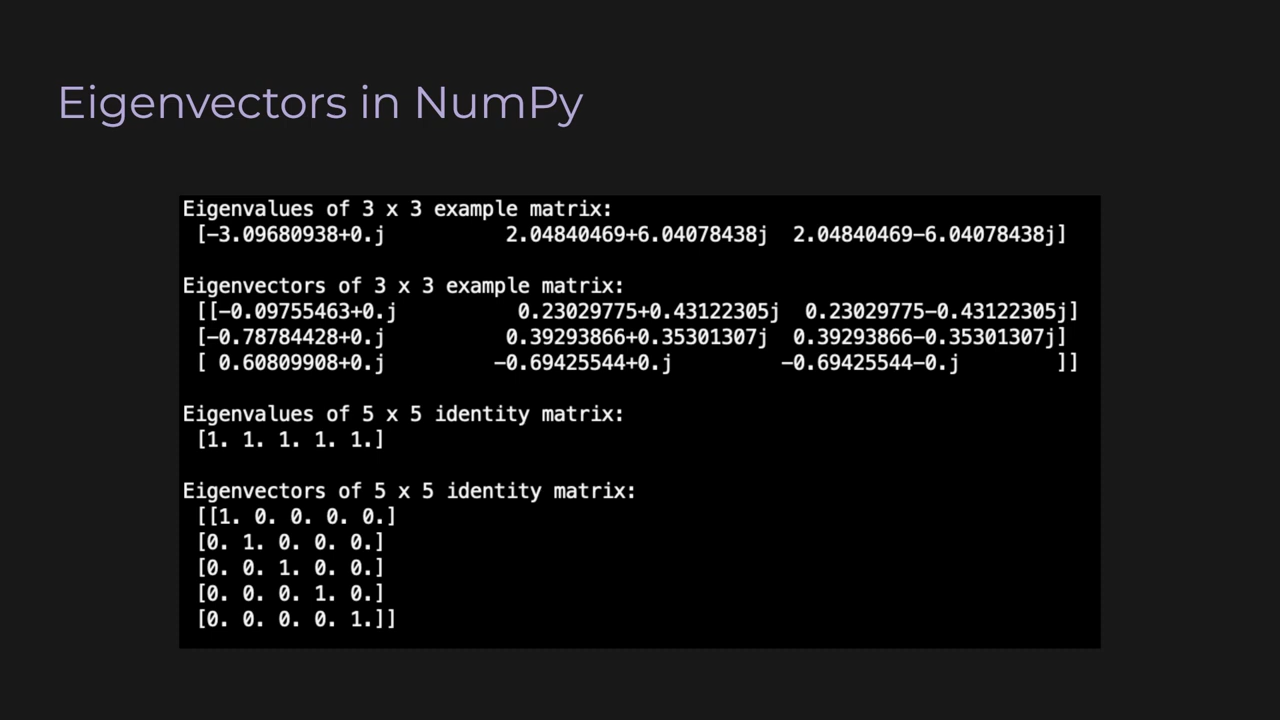 Eigenvectors in NumPy
Eigenvalues of 3 x 3 example matrix:
[-3.09680938+0.j 2.04840469+6.04078438j 2.04840469-6.04078438j]
Eigenvectors of 3 x 3 example matrix:
[[-0.09755463+0.j 0.23029775+0.43122305j 0.23029775-0.43122305j]
[-0.78784428+0.j 0.39293866+0.35301307j 0.39293866-0.35301307j]
[ 0.60809908+0.j -0.69425544+0.j -0.69425544-0.j ]]
Eigenvalues of 5 x 5 identity matrix:
[1. 1. 1. 1. 1.]
Eigenvectors of 5 x 5 identity matrix:
[[1. 0. 0. 0. 0.]
[0. 1. 0. 0. 0.]
[0. 0. 1. 0. 0.]
[0. 0. 0. 1. 0.]
[0. 0. 0. 0. 1.]]